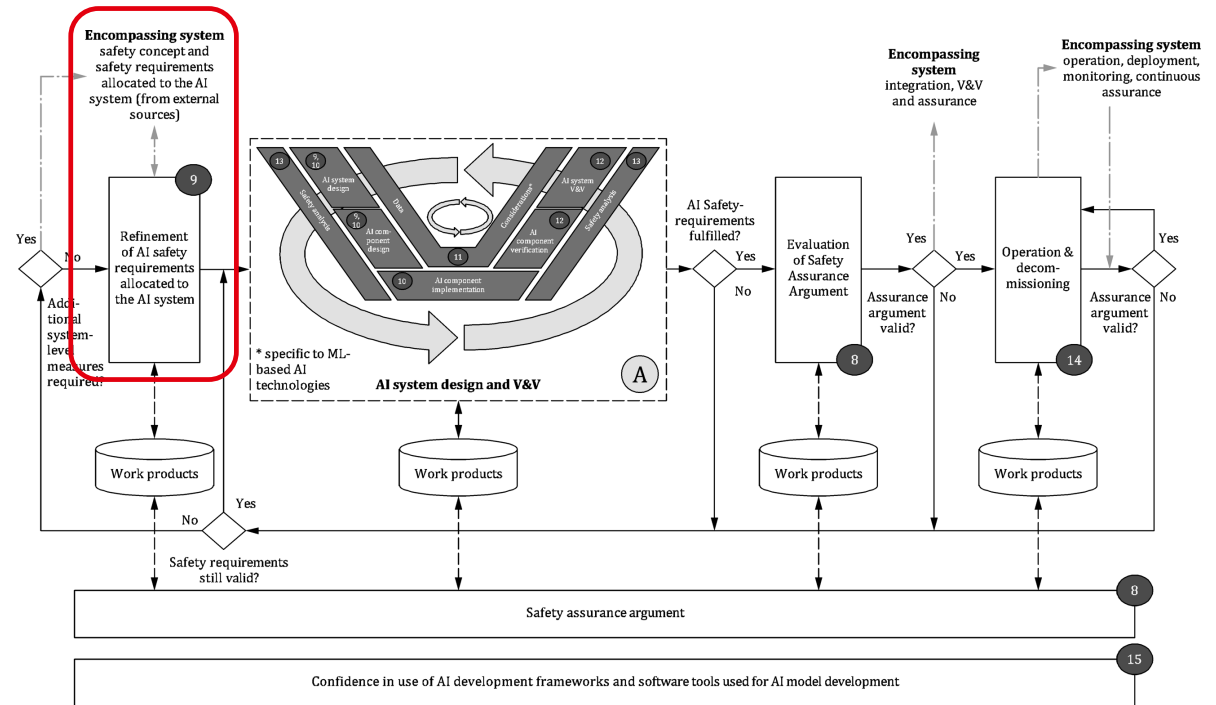 Encompassing system
safety concept and
safety requirements
allocated to the AI
system (from external
sources)
9
Refinement
of AI safety
requirements
allocated to
the AI system
Yes
No
Addi-
tional
system-
level
measures
required?
Work products
No
Yes
Safety requirements
still valid?
13
9,
10
AI system
design
Safety analysis
9,
10
AI com-
ponent
design
Data
Considerations*
11
10
AI component
implementation
12
AI system
V&V
12
AI
component
verification
13
Safety analysis
* specific to ML-
based AI
technologies
AI system design and V&V
A
Work products
AI Safety-
requirements
fulfilled?
Yes
No
Evaluation
of Safety
Assurance
Argument
8
Work products
Encompassing
system
integration, V&V
and assurance
Yes
Yes
Assurance
argument
valid?
No
Encompassing system
operation, deployment,
monitoring, continuous
assurance
Operation &
decom-
missioning
14
Work products
Yes
Assurance
argument
valid?
No
8
Safety assurance argument
15
Confidence in use of AI development frameworks and software tools used for AI model development